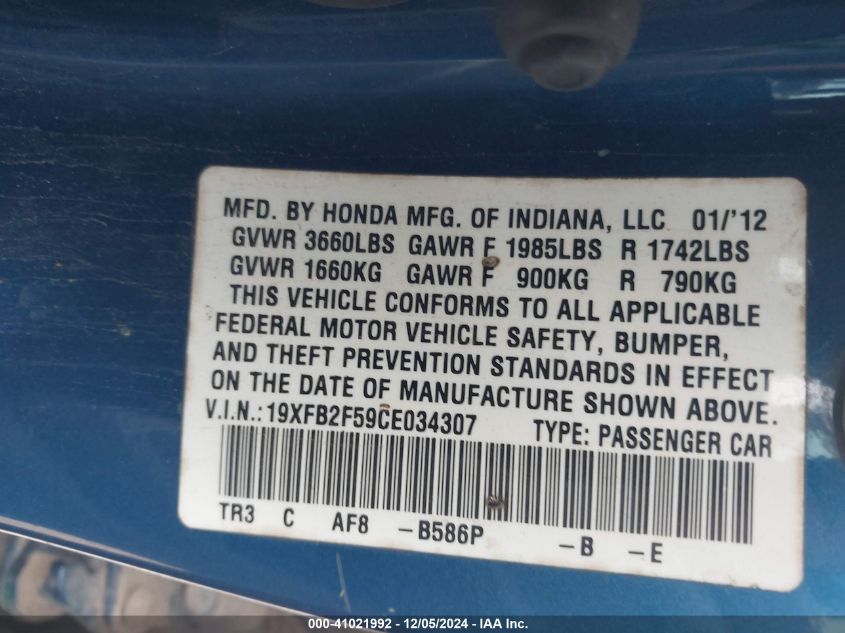 MFD. BY HONDA MFG. OF INDIANA, LLC 01/'12
GVWR 3660LBS GAWR F 1985LBS R 1742LBS
GVWR 1660KG GAWR F 900KG R 790KG
THIS VEHICLE CONFORMS TO ALL APPLICABLE
FEDERAL MOTOR VEHICLE SAFETY, BUMPER,
AND THEFT PREVENTION STANDARDS IN EFFECT
ON THE DATE OF MANUFACTURE SHOWN ABOVE.
V.I.N.:19XFB2F59CE034307 TYPE: PASSENGER CAR
TR3 C AF8 -B586P -B -E
000-41021992 - 12/05/2024 - IAA Inc.